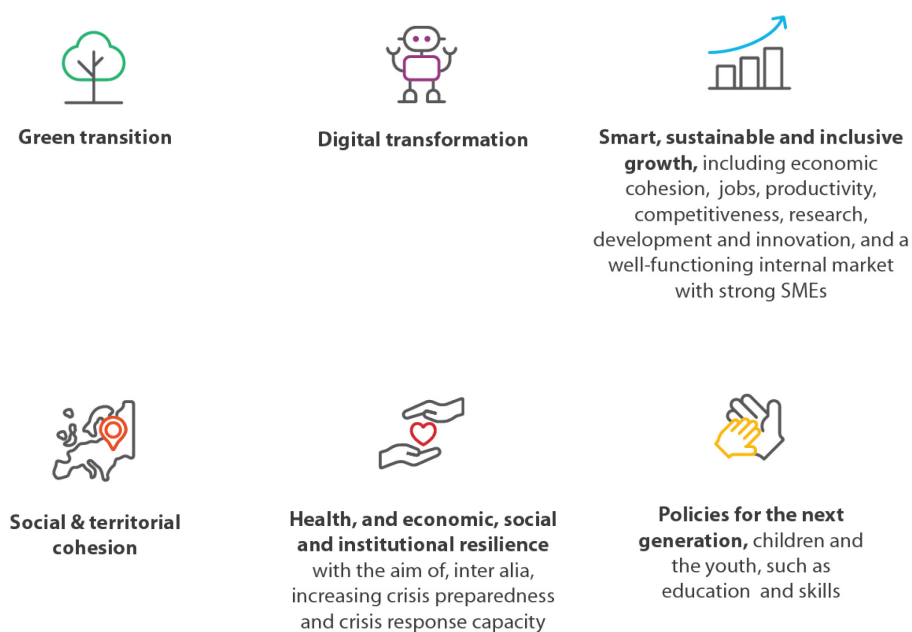 Green transition
Digital transformation
Smart, sustainable and inclusive
growth, including economic
cohesion, jobs, productivity,
competitiveness, research,
development and innovation, and a
well-functioning internal market
with strong SMEs
Social & territorial
cohesion
Health, and economic, social
and institutional resilience
with the aim of, inter alia,
increasing crisis preparedness
and crisis response capacity
Policies for the next
generation, children and
the youth, such as
education and skills